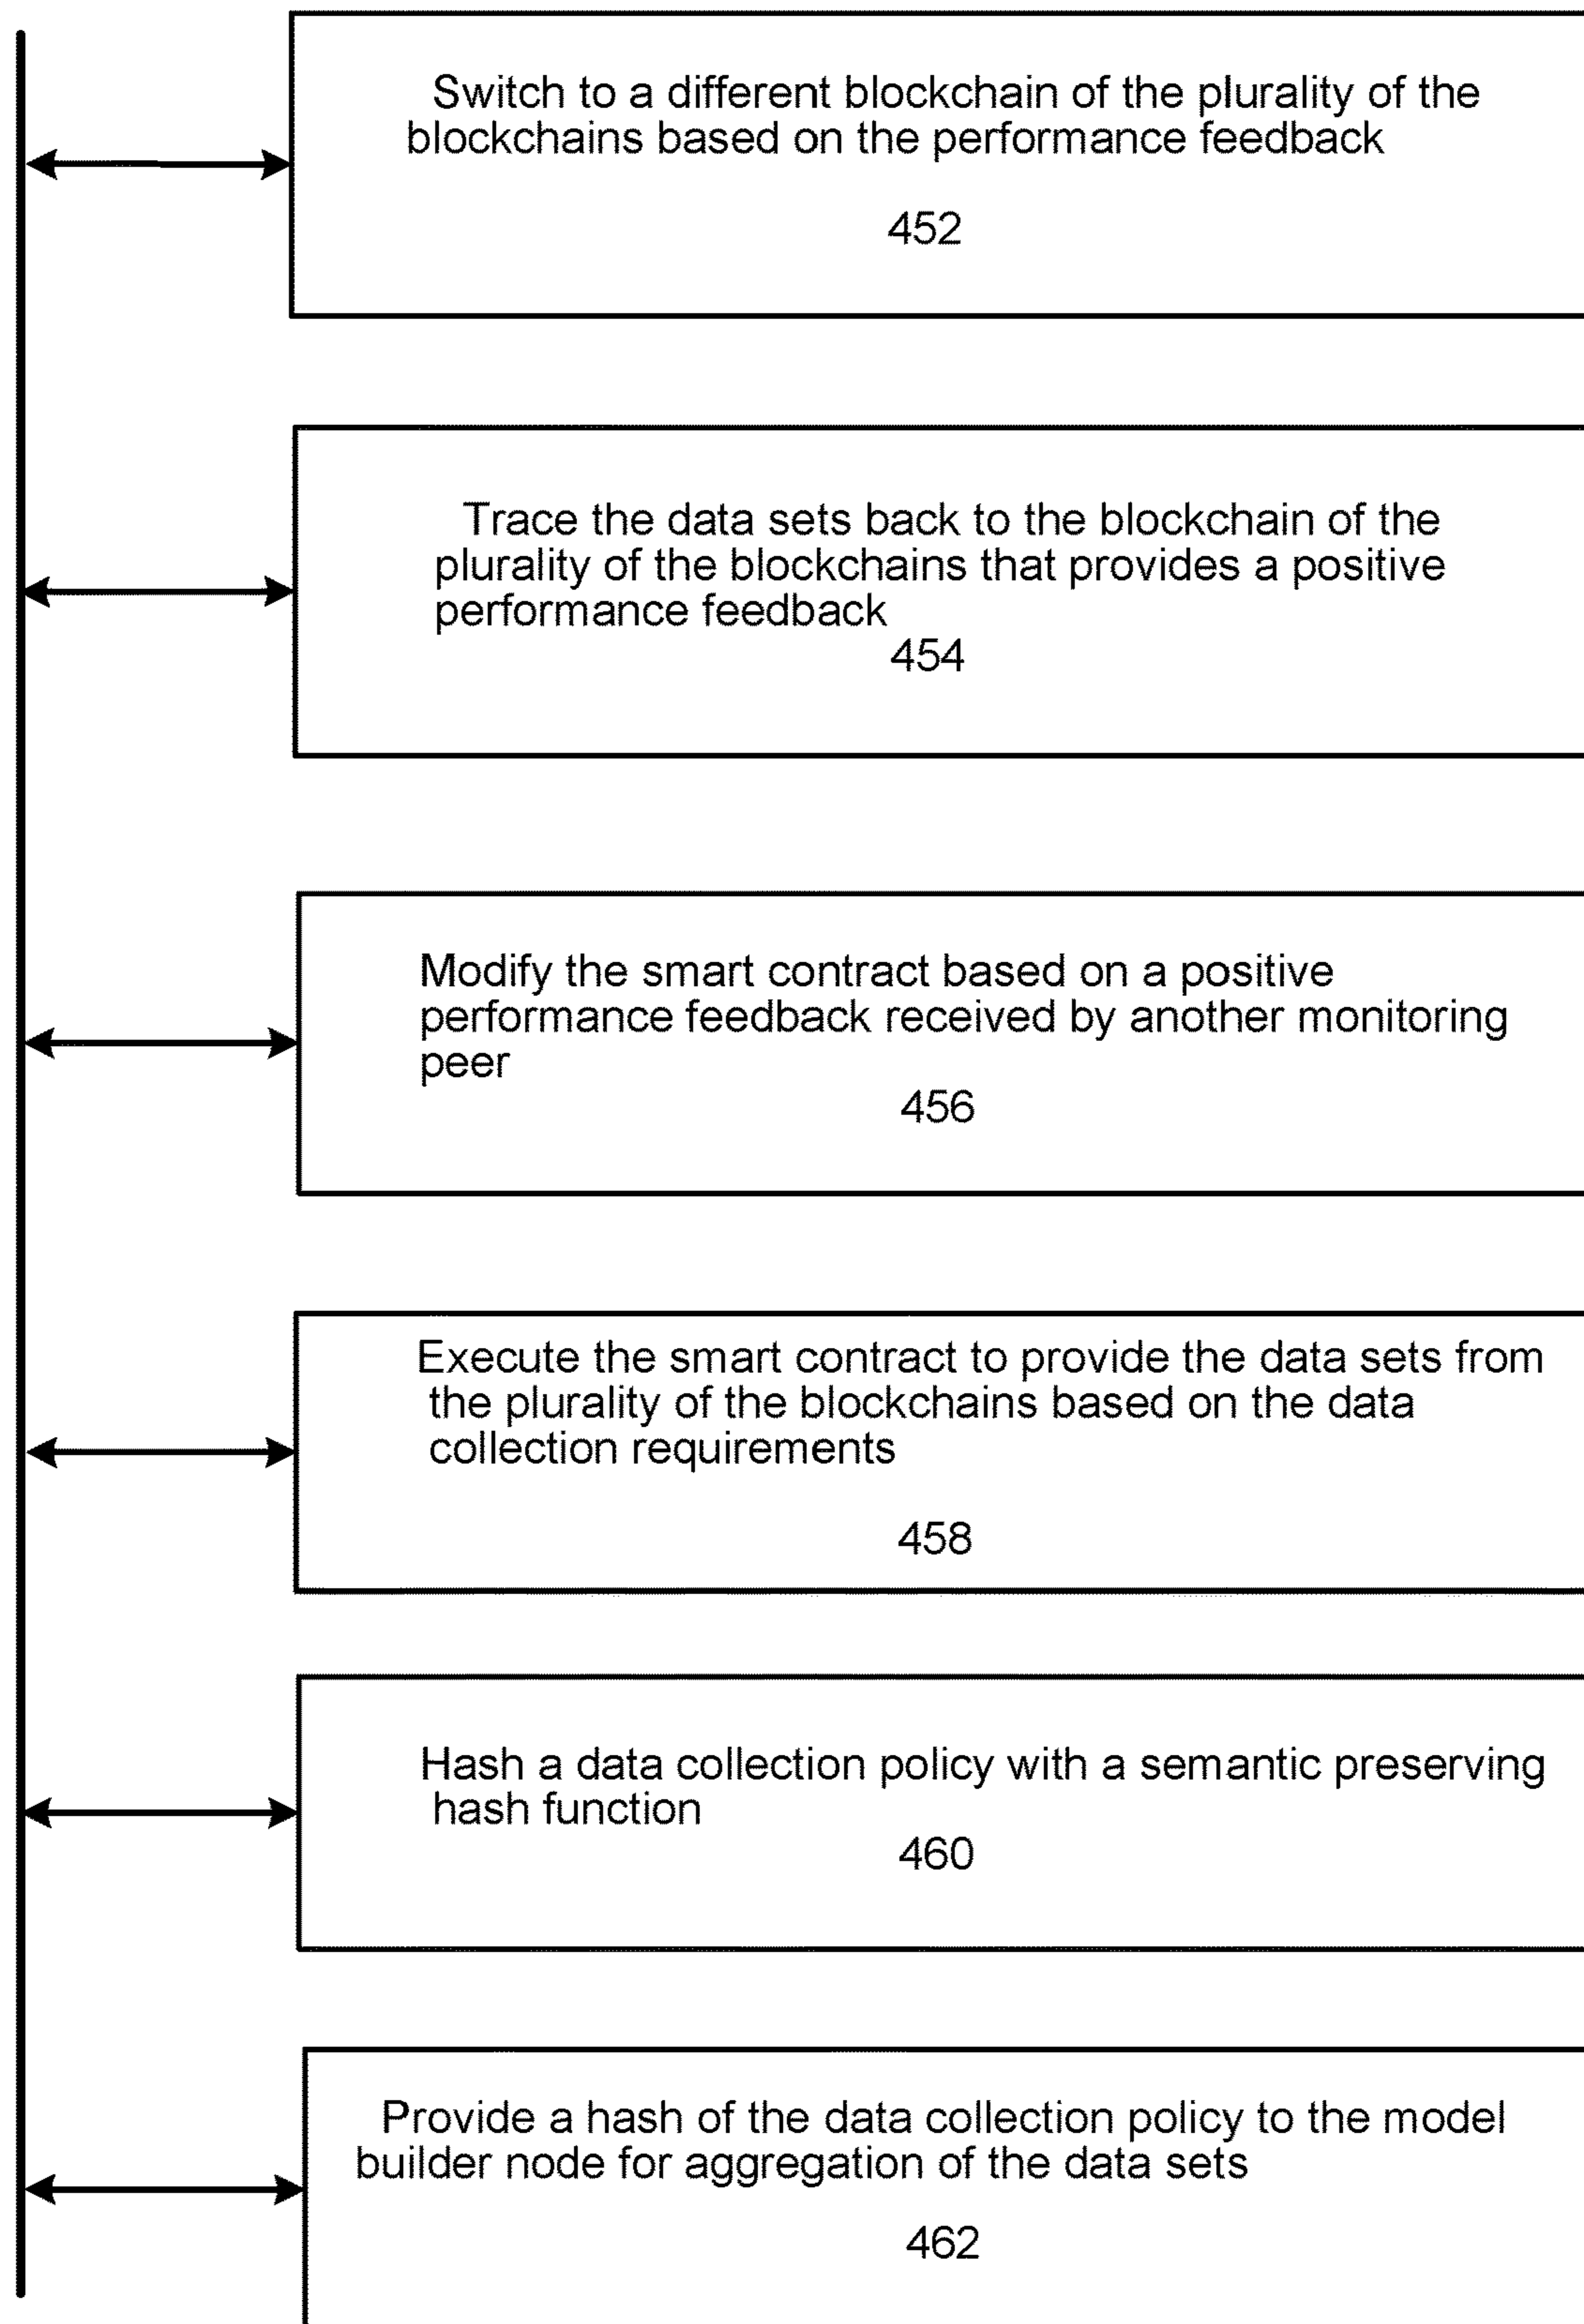 Switch to a different blockchain of the plurality of the
blockchains based on the performance feedback
452
Trace the data sets back to the blockchain of the
plurality of the blockchains that provides a positive
performance feedback
454
Modify the smart contract based on a positive
performance feedback received by another monitoring
peer
456
Execute the smart contract to provide the data sets from
the plurality of the blockchains based on the data
collection requirements
458
Hash a data collection policy with a semantic preserving
hash function
460
Provide a hash of the data collection policy to the model
builder node for aggregation of the data sets
462